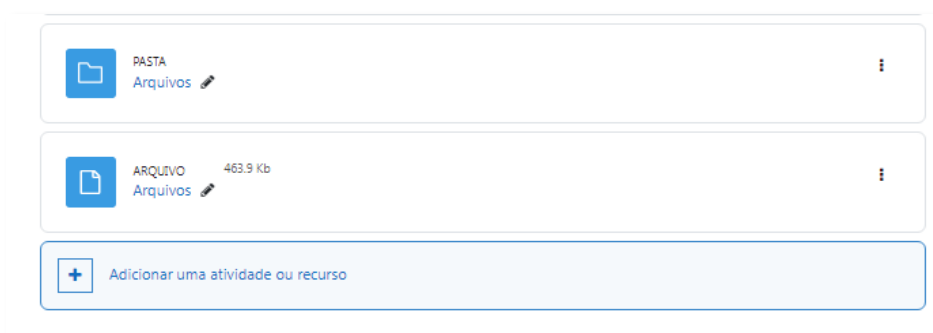 PASTA
Arquivos
ARQUIVO 463.9 Kb
Arquivos
Adicionar uma atividade ou recurso